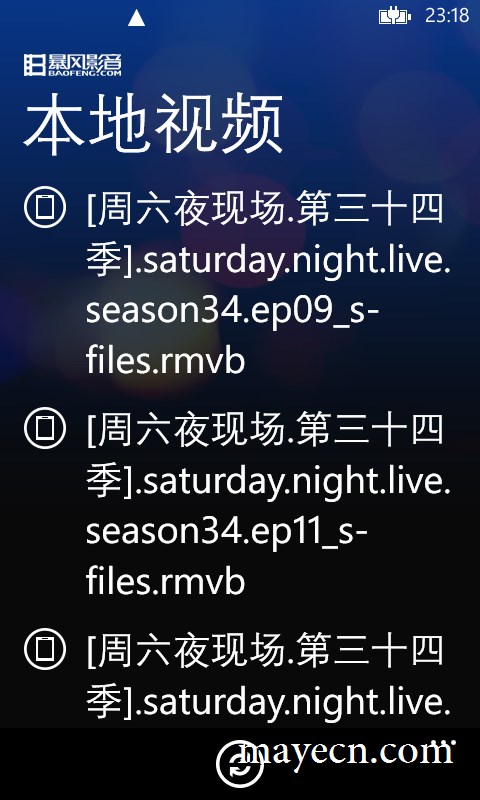 23:18
暴风影音
BAOFENG.COM
本地视频
[周六夜现场.第三十四
季].saturday.night.live.
season34.ep09_s-
files.rmvb
[周六夜现场.第三十四
季].saturday.night.live.
season34.ep11_s-
files.rmvb
[周六夜现场.第三十四
季].saturday.night.live.
mayecn.com